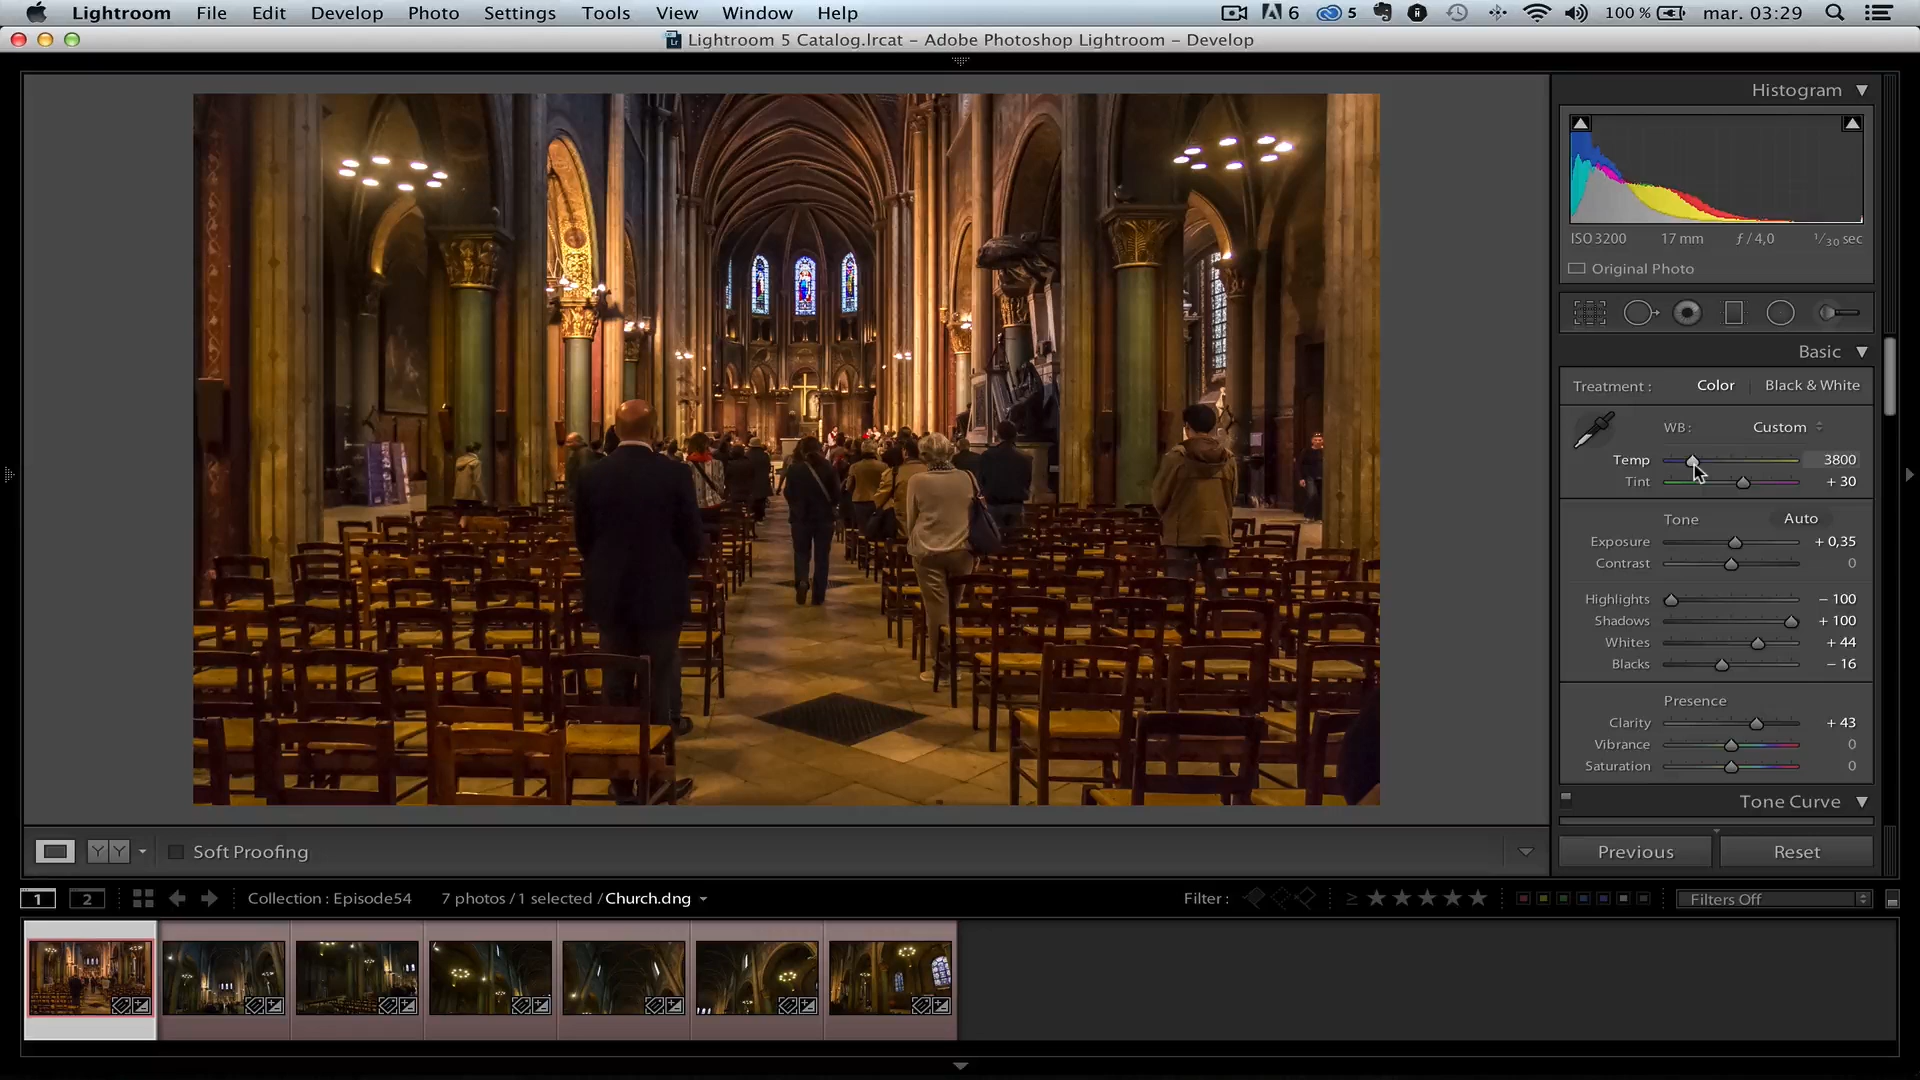 Lightroom File Edit Develop Photo Settings Tools View Window Help 6 5 100 % mar. 03:29
Lightroom 5 Catalog.lrcat – Adobe Photoshop Lightroom – Develop
Histogram
ISO 3200 17 mm ƒ / 4,0 1/30 sec
Original Photo
Basic
Treatment : Color Black & White
WB : Custom
Temp 3800
Tint + 30
Tone Auto
Exposure + 0,35
Contrast 0
Highlights – 100
Shadows + 100
Whites + 44
Blacks – 16
Presence
Clarity + 43
Vibrance 0
Saturation 0
Tone Curve
Y Y Soft Proofing Previous Reset
1 2 Collection : Episode54 7 photos / 1 selected / Church.dng Filter : ≥ ★ ★ ★ ★ ★ Filters Off